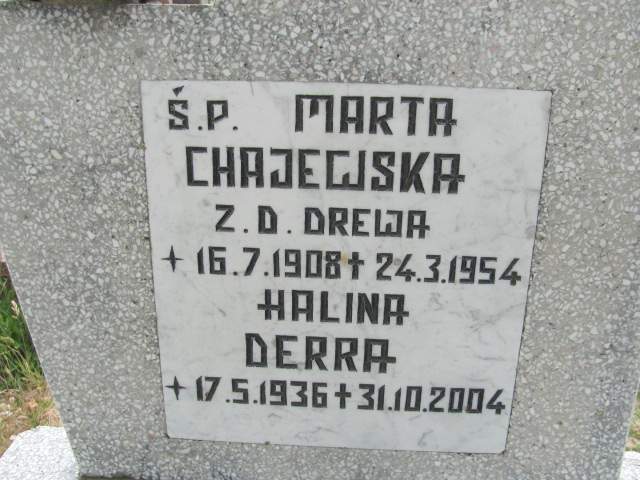 Ś.P. MARTA
CHAJEWSKA
Z.D. DREWA
+ 16.7.1908 † 24.3.1954
HALINA
DERRA
+ 17.5.1936 † 31.10.2004